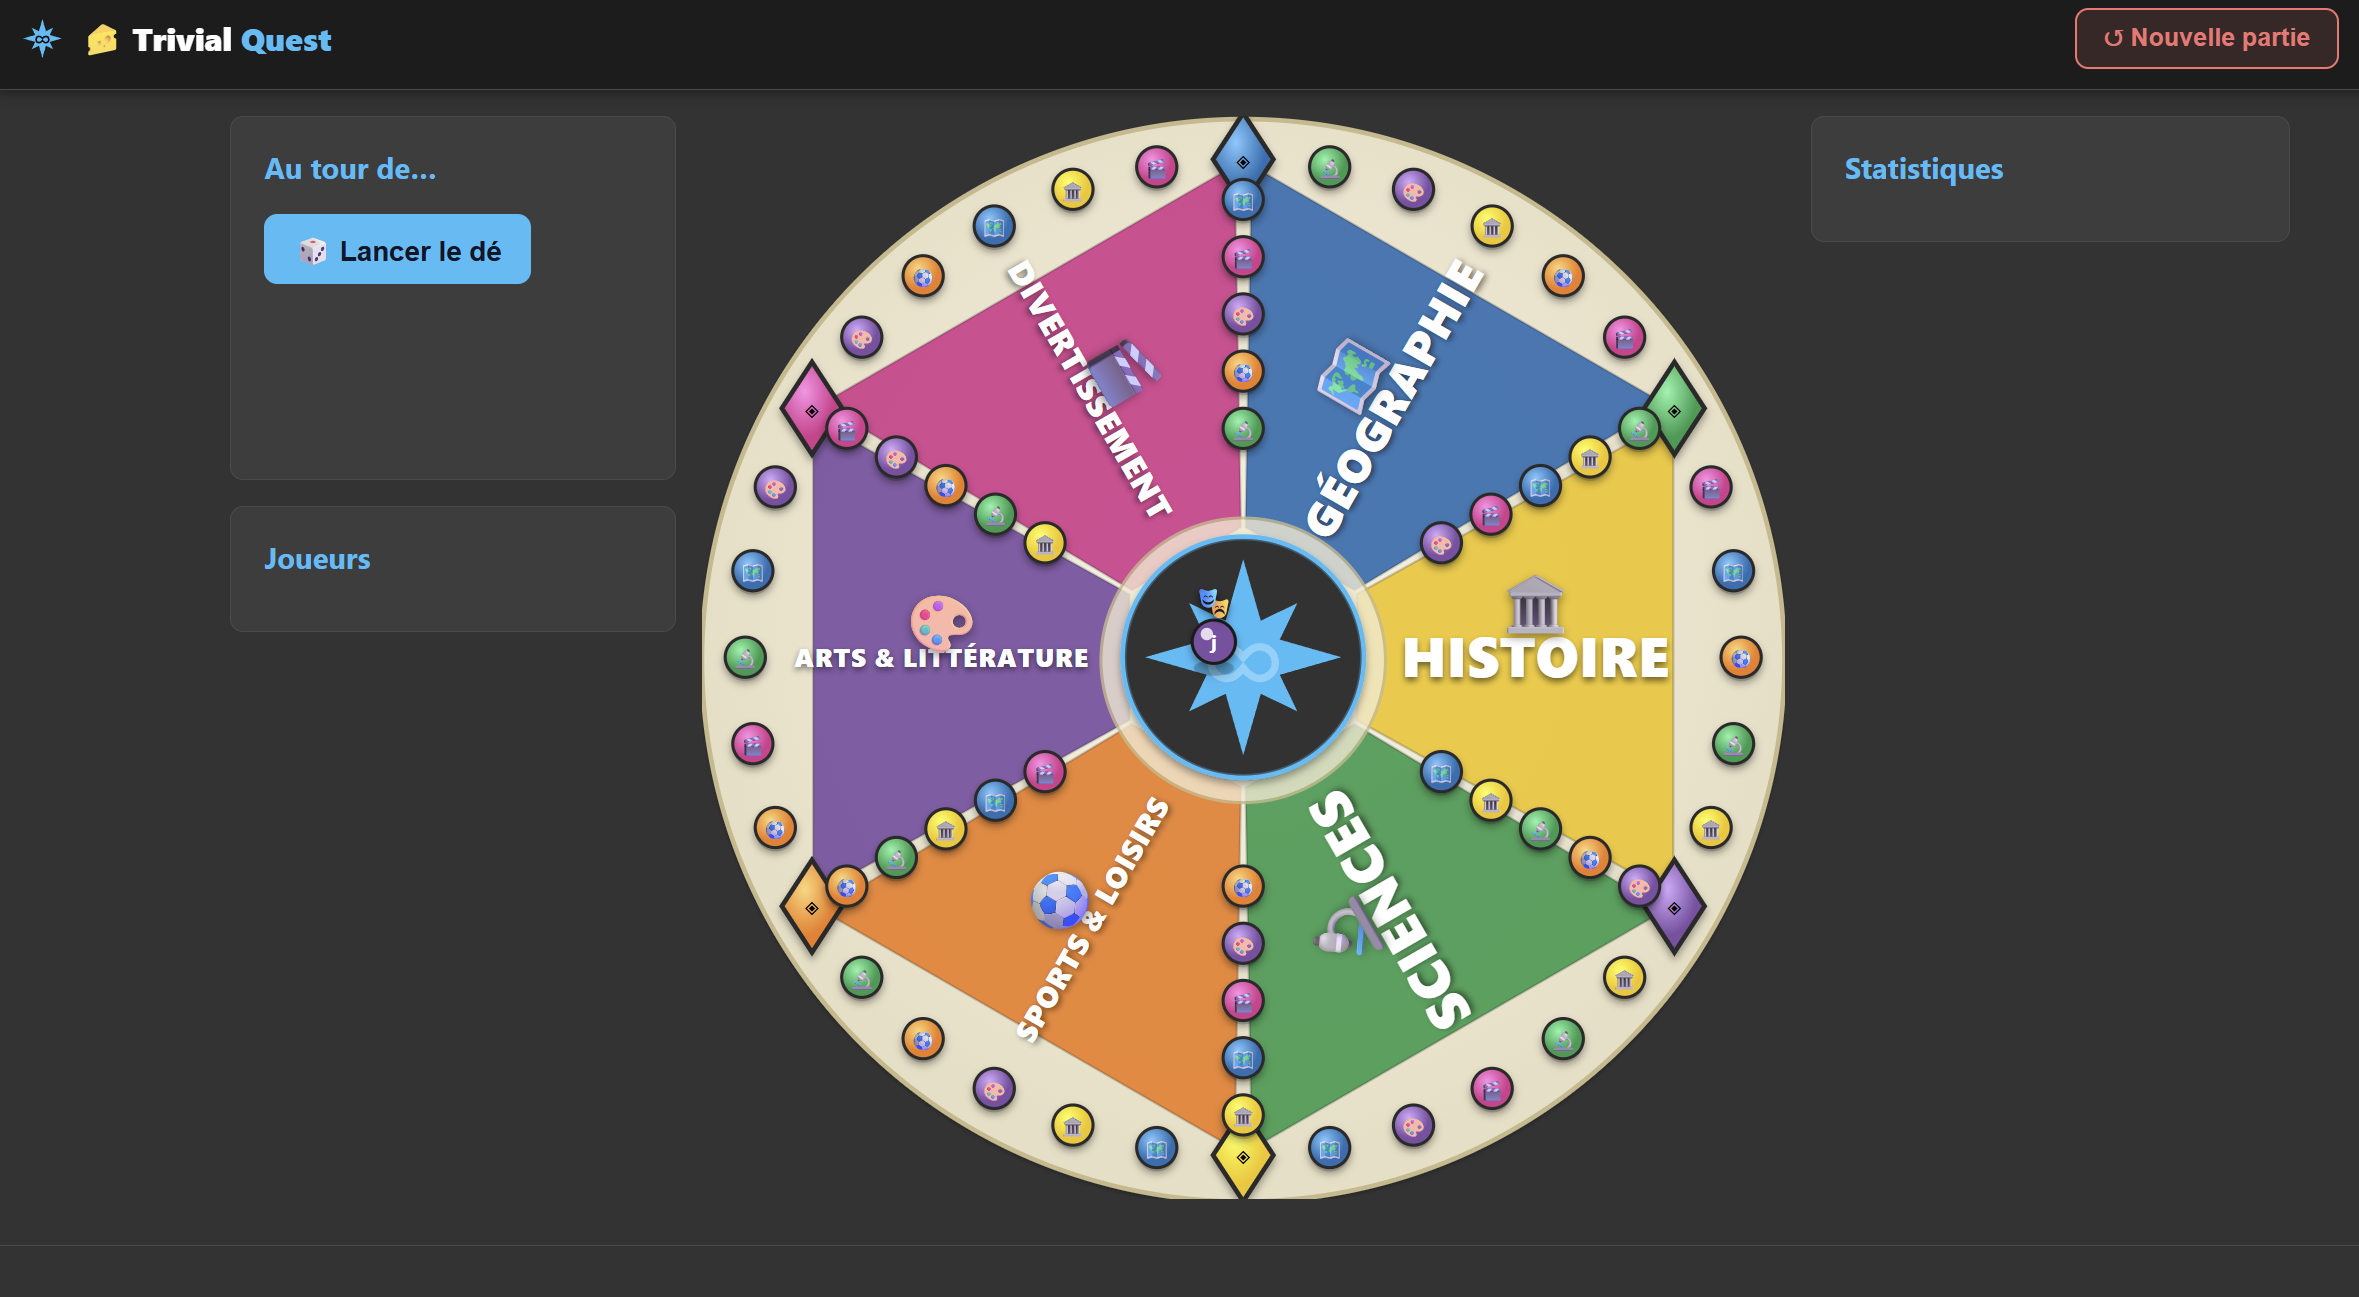 Trivial Quest
↺ Nouvelle partie
Au tour de...
Lancer le dé
Joueurs
Statistiques
DIVERTISSEMENT
GÉOGRAPHIE
ARTS & LITTÉRATURE
HISTOIRE
j
SPORTS & LOISIRS
SCIENCES